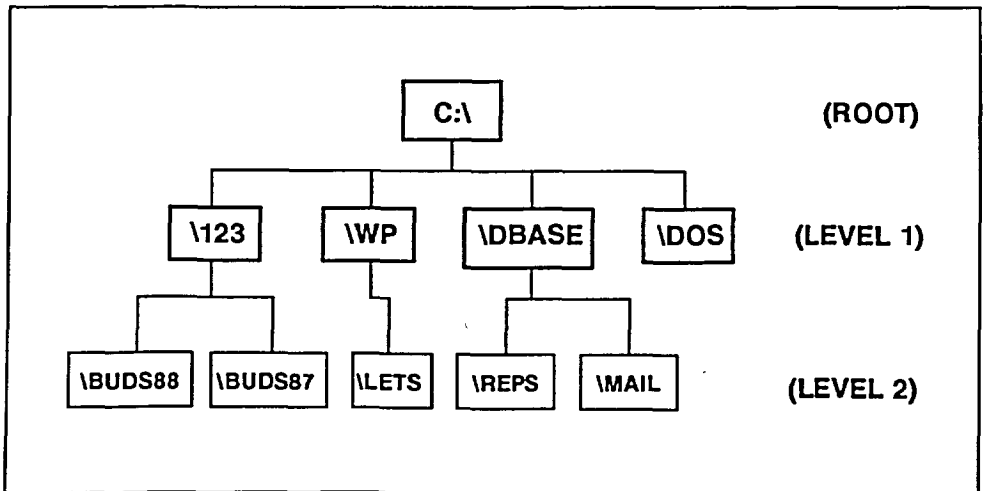 C:\ (ROOT)
\123 \WP \DBASE \DOS (LEVEL 1)
\BUDS88 \BUDS87 \LETS \REPS \MAIL (LEVEL 2)